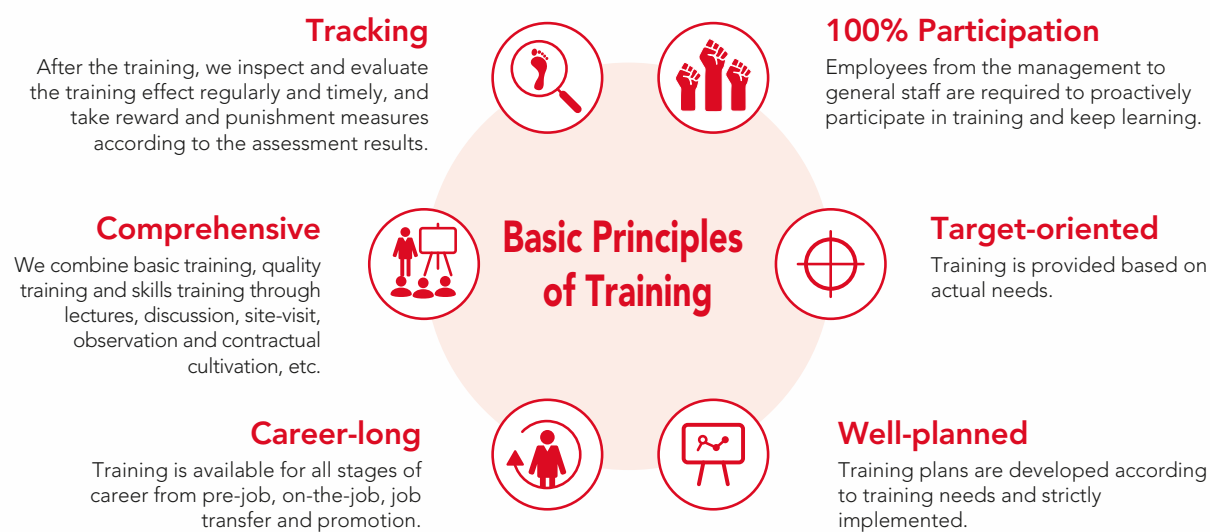 Tracking
After the training, we inspect and evaluate
the training effect regularly and timely, and
take reward and punishment measures
according to the assessment results.
100% Participation
Employees from the management to
general staff are required to proactively
participate in training and keep learning.
Comprehensive
We combine basic training, quality
training and skills training through
lectures, discussion, site-visit,
observation and contractual
cultivation, etc.
Basic Principles
of Training
Target-oriented
Training is provided based on
actual needs.
Career-long
Training is available for all stages of
career from pre-job, on-the-job, job
transfer and promotion.
Well-planned
Training plans are developed according
to training needs and strictly
implemented.